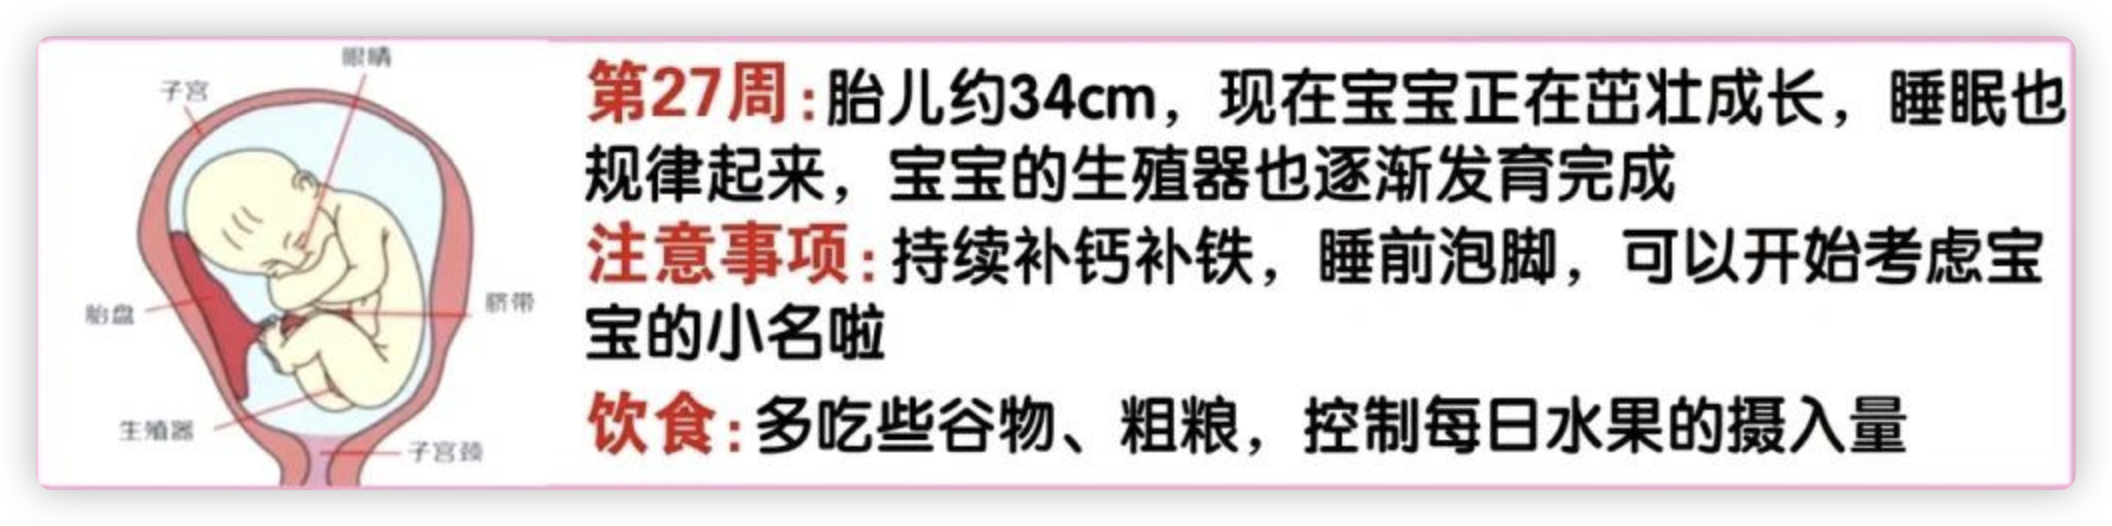 眼睛
子宫
胎盘
脐带
生殖器
子宫颈
第27周:胎儿约34cm，现在宝宝正在茁壮成长，睡眠也
规律起来，宝宝的生殖器也逐渐发育完成
注意事项:持续补钙补铁，睡前泡脚，可以开始考虑宝
宝的小名啦
饮食:多吃些谷物、粗粮，控制每日水果的摄入量